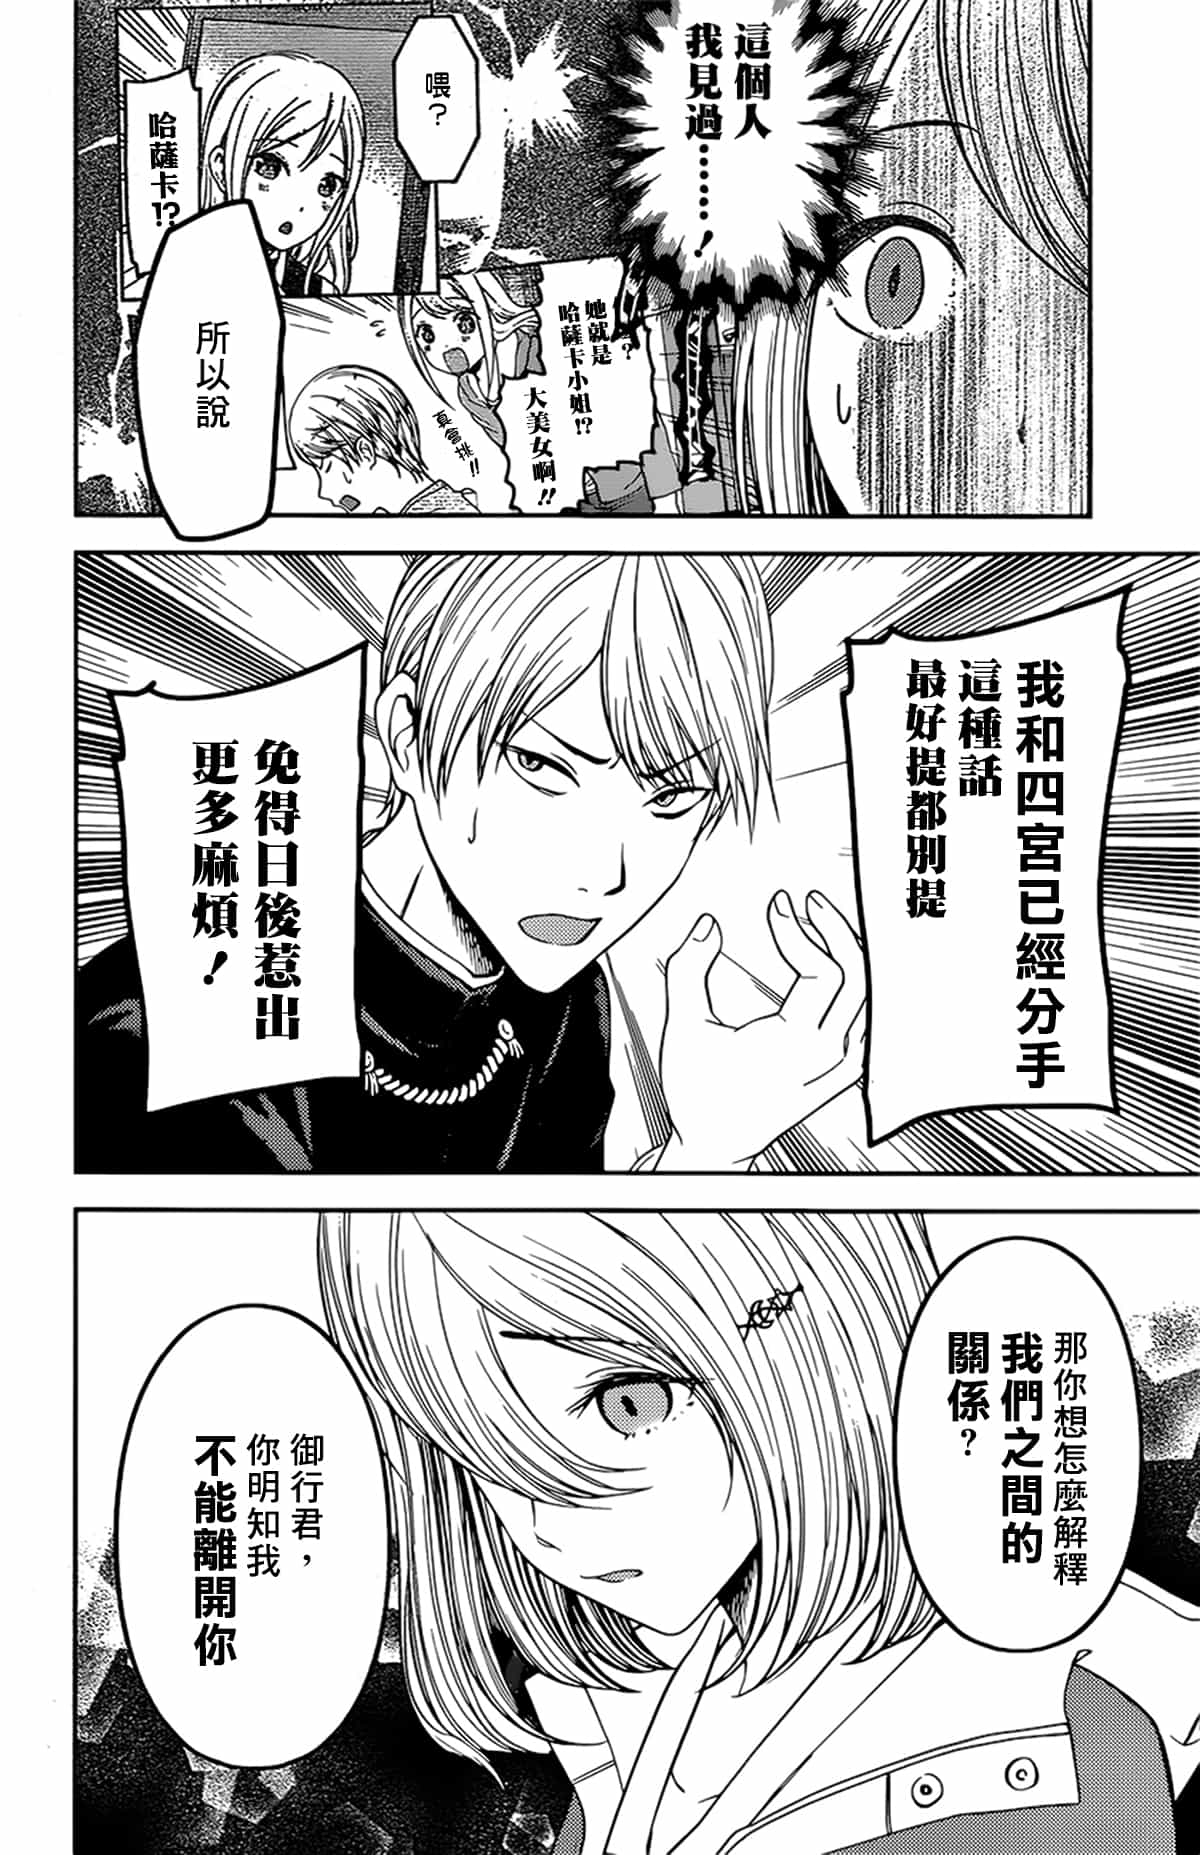 這個人
我見過……！
喂？
哈薩卡!?
她就是
？
哈薩卡小姐!?
大美女啊!!
真會挑!!
所以說
我和四宮已經分手
這種話
最好提都別提
免得日後惹出
更多麻煩！
那你想怎麼解釋
我們之間的
關係？
御行君，
你明知我
不能離開你